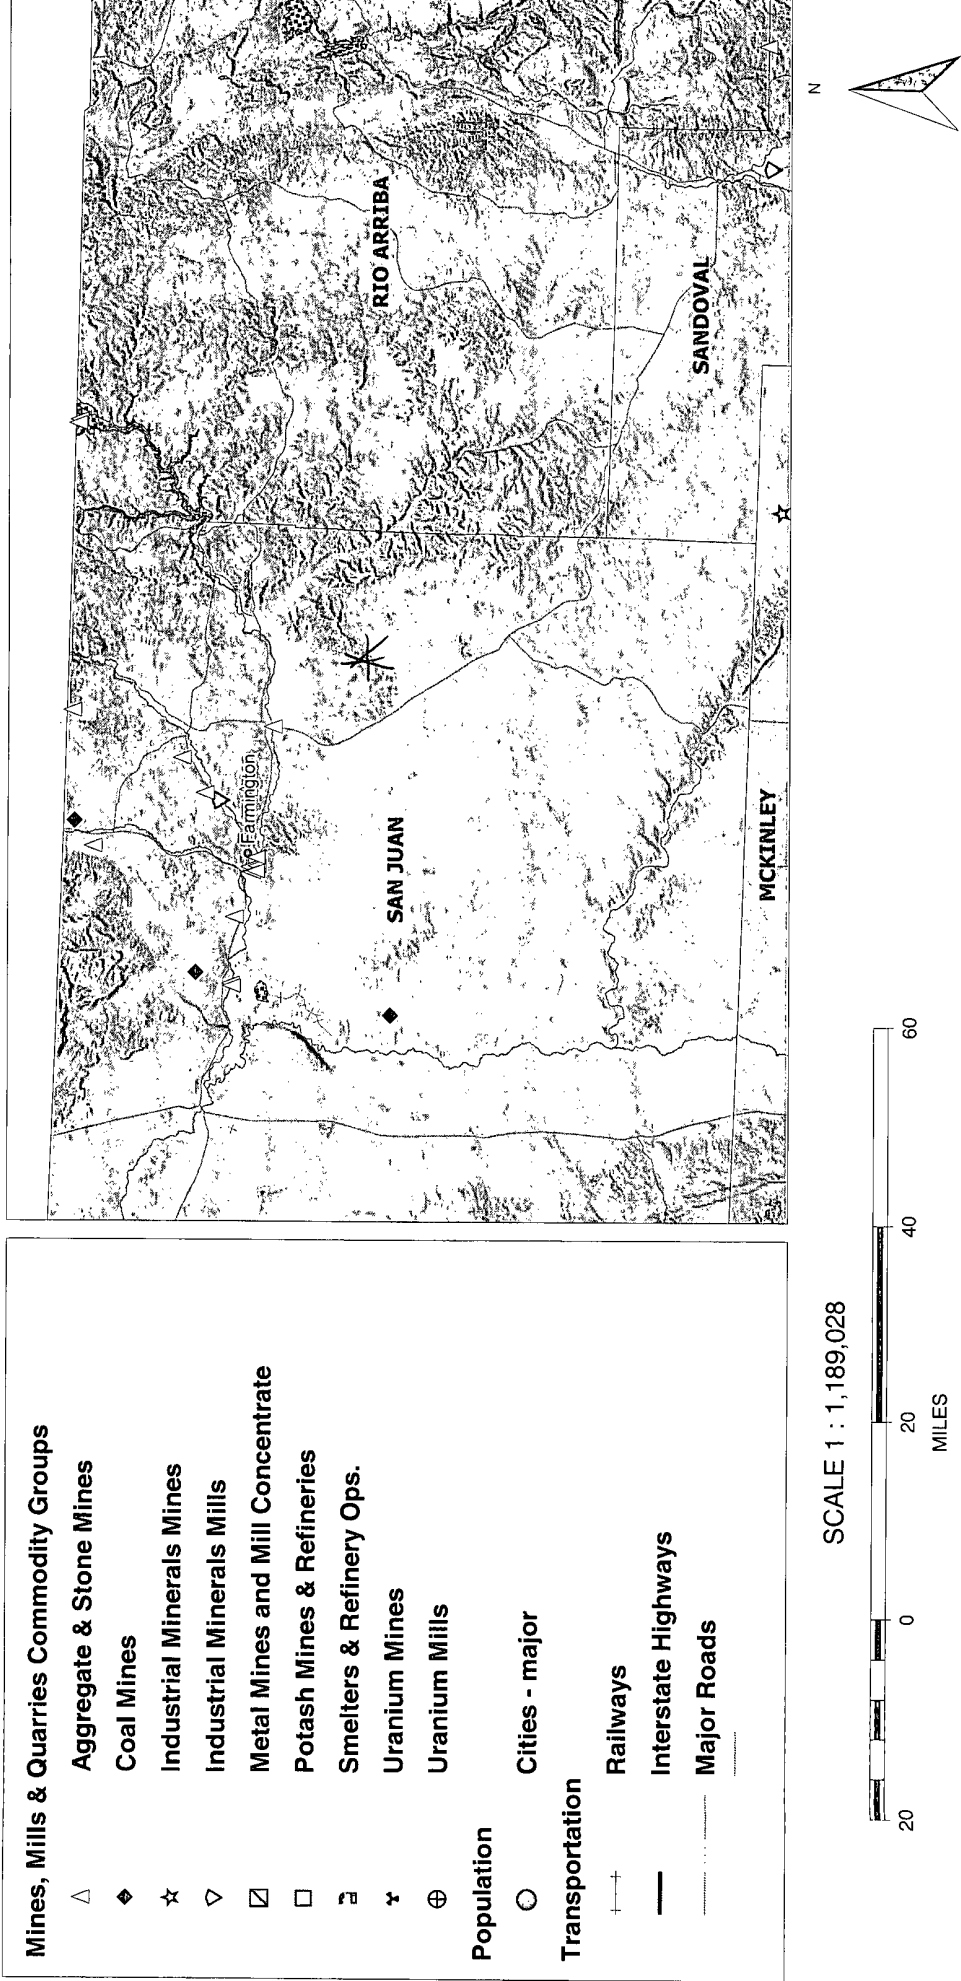 Mines, Mills & Quarries Commodity Groups
Aggregate & Stone Mines
Coal Mines
Industrial Minerals Mines
Industrial Minerals Mills
Metal Mines and Mill Concentrate
Potash Mines & Refineries
Smelters & Refinery Ops.
Uranium Mines
Uranium Mills
Population
Cities - major
Transportation
Railways
Interstate Highways
Major Roads
Farmington
SAN JUAN
RIO ARRIBA
SANDOVAL
MCKINLEY
N
SCALE 1 : 1,189,028
20 0 20 40 60
MILES